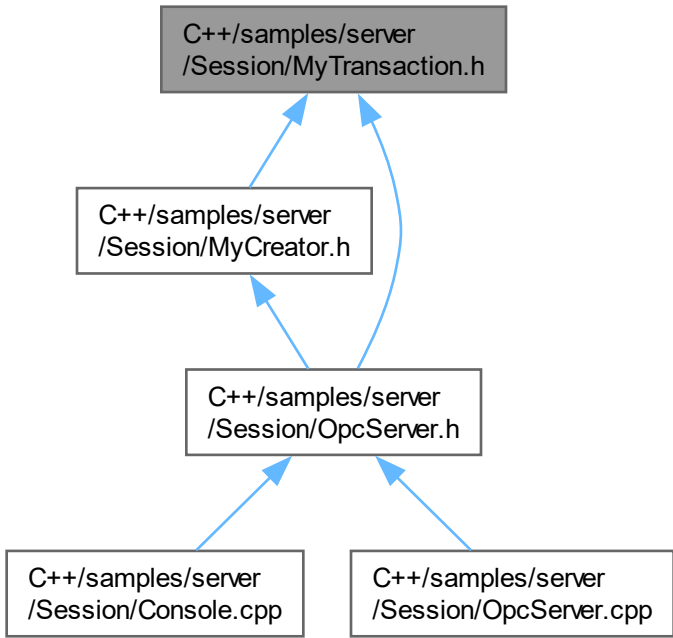 C++/samples/server
/Session/MyTransaction.h
C++/samples/server
/Session/MyCreator.h
C++/samples/server
/Session/OpcServer.h
C++/samples/server
/Session/Console.cpp
C++/samples/server
/Session/OpcServer.cpp